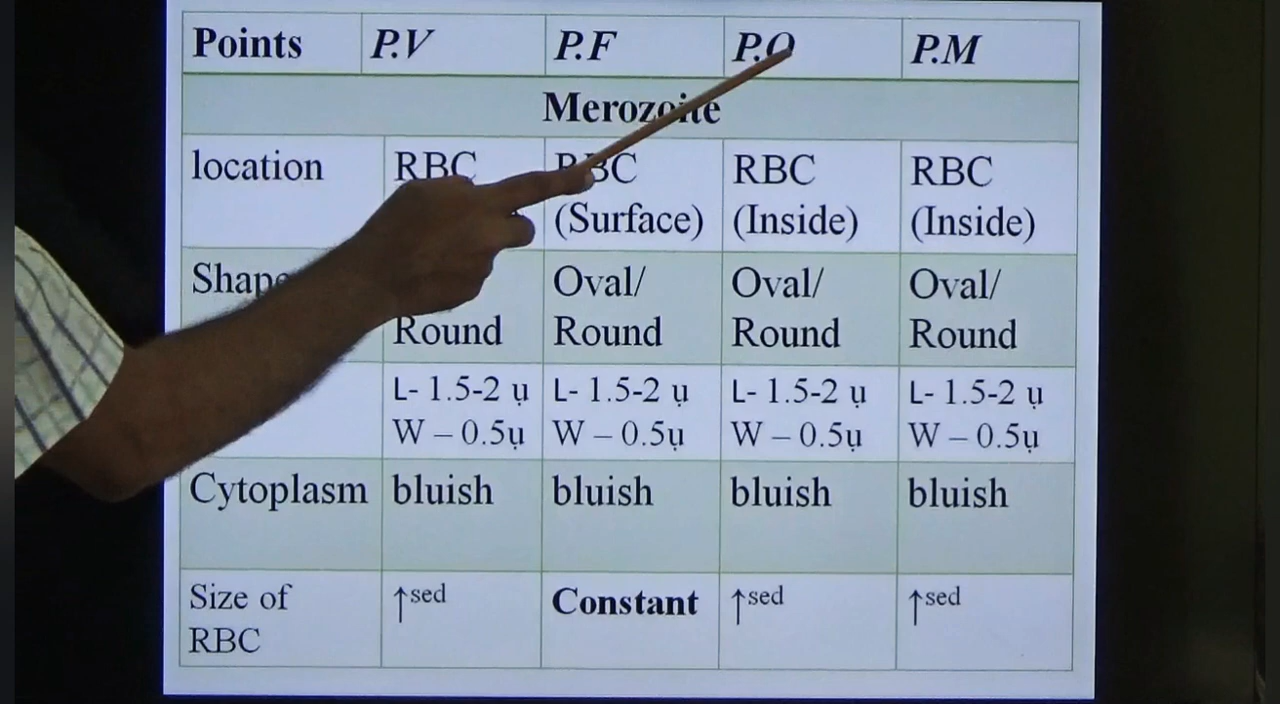 Points P.V P.F P.O P.M
Merozoite
location RBC RBC RBC RBC
(Surface) (Inside) (Inside)
Shape Oval/ Oval/ Oval/
Round Round Round Round
L- 1.5-2 ụ L- 1.5-2 ụ L- 1.5-2 ụ L- 1.5-2 ụ
W – 0.5ụ W – 0.5ụ W – 0.5ụ W – 0.5ụ
Cytoplasm bluish bluish bluish bluish
Size of ↑sed Constant ↑sed ↑sed
RBC